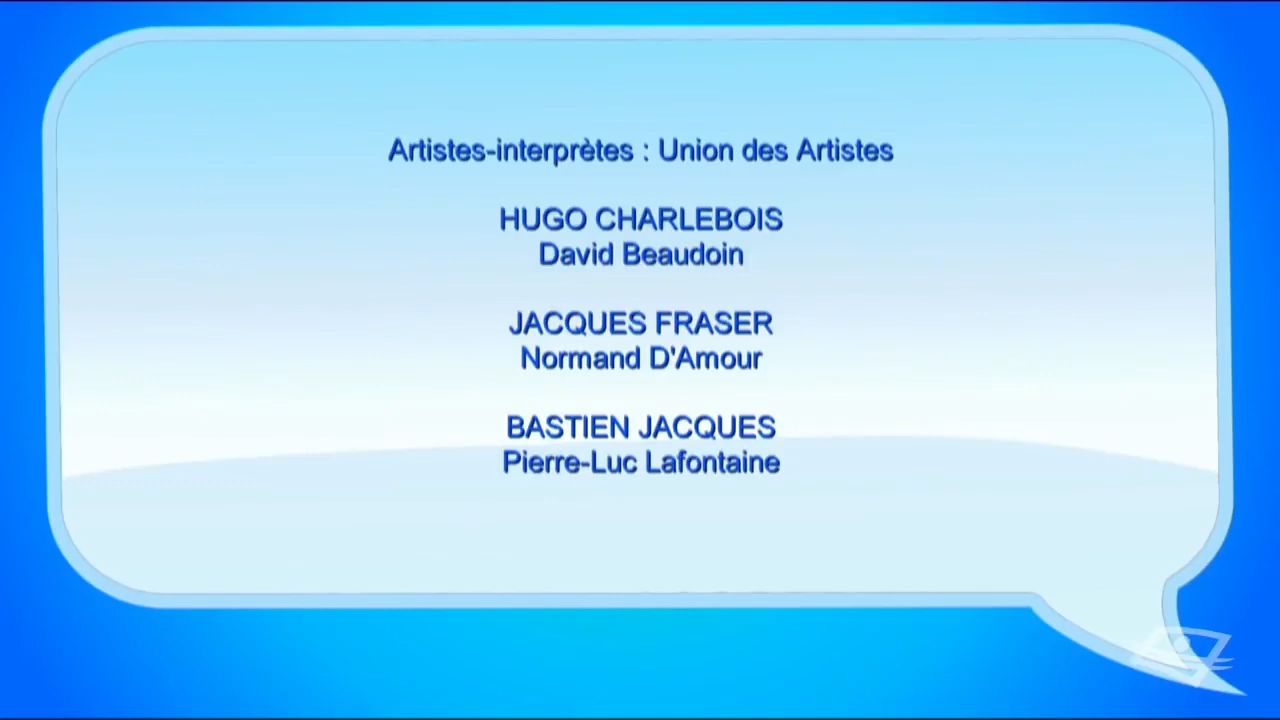 Artistes-interprètes : Union des Artistes
HUGO CHARLEBOIS
David Beaudoin
JACQUES FRASER
Normand D'Amour
BASTIEN JACQUES
Pierre-Luc Lafontaine